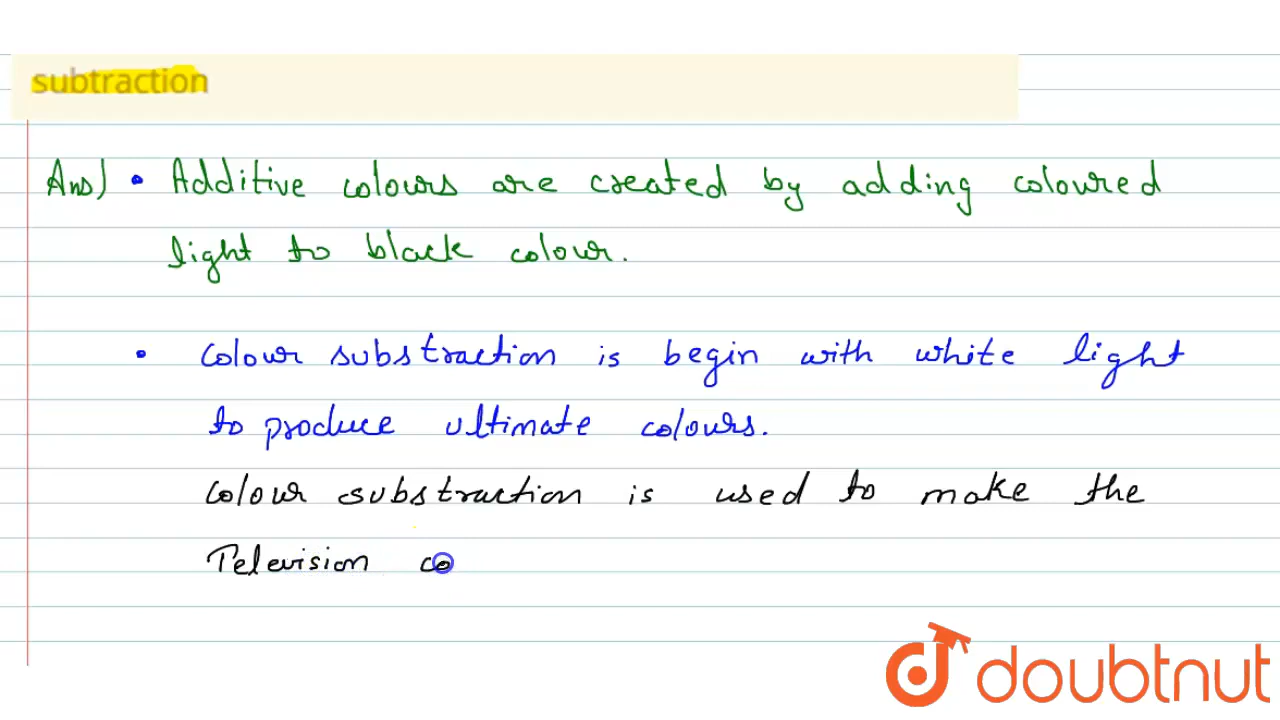 subtraction
Ans) • Additive colours are created by adding coloured
light to black colour.
• Colour substraction is begin with white light
to produce ultimate colours.
Colour substraction is used to make the
Television co
doubtnut